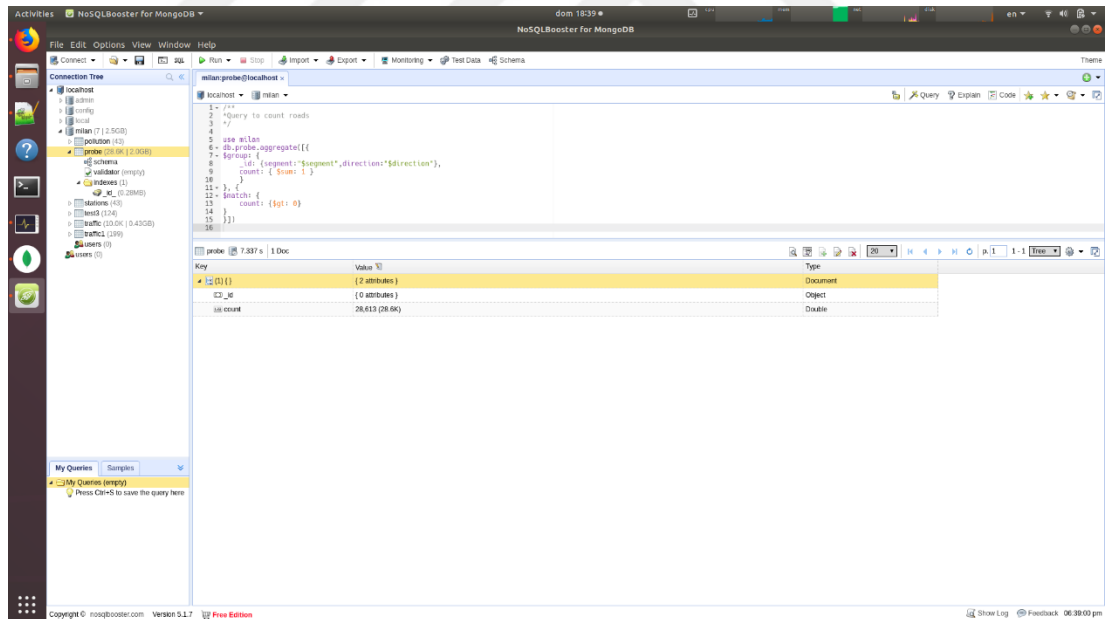 Activities NoSQLBooster for MongoDB dom 18:39 en
NoSQLBooster for MongoDB
File Edit Options View Window Help
Connect SQL Run Stop Import Export Monitoring Test Data Schema Theme
Connection Tree milan:probe@localhost
localhost localhost milan Query Explain Code
admin
config
local
milan (7 | 2.5GB)
pollution (43)
probe (28.6K | 2.0GB)
schema
validator (empty)
indexes (1)
_id_ (0.28MB)
stations (43)
test3 (124)
traffic (10.0K | 0.43GB)
traffic1 (199)
users (0)
users (0)
1 /**
2 *Query to count roads
3 */
4
5 use milan
6 db.probe.aggregate([{
7 $group: {
8 _id: {segment:"$segment",direction:"$direction"},
9 count: { $sum: 1 }
10 }
11 }, {
12 $match: {
13 count: {$gt: 0}
14 }
15 }])
16
probe 7.337 s 1 Doc 20 p. 1 1-1 Tree
Key Value Type
(1) { } { 2 attributes } Document
_id { 0 attributes } Object
count 28,613 (28.6K) Double
My Queries Samples
My Queries (empty)
Press Ctrl+S to save the query here
Copyright © nosqlbooster.com Version 5.1.7 Free Edition Show Log Feedback 06:39:00 pm